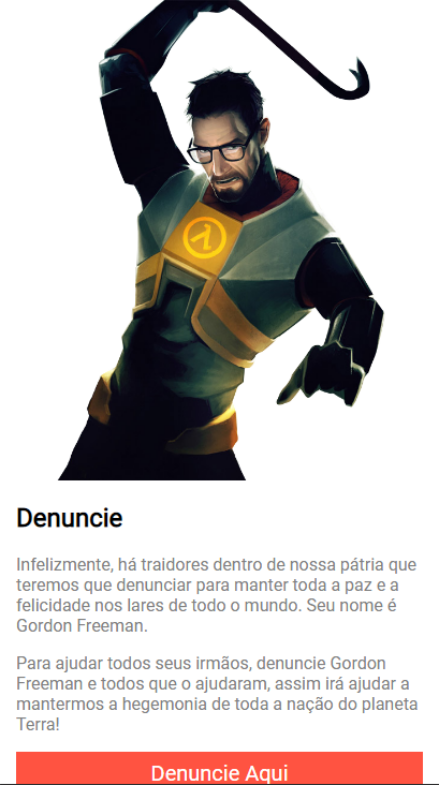 Denuncie
Infelizmente, há traidores dentro de nossa pátria que
teremos que denunciar para manter toda a paz e a
felicidade nos lares de todo o mundo. Seu nome é
Gordon Freeman.
Para ajudar todos seus irmãos, denuncie Gordon
Freeman e todos que o ajudaram, assim irá ajudar a
mantermos a hegemonia de toda a nação do planeta
Terra!
Denuncie Aqui